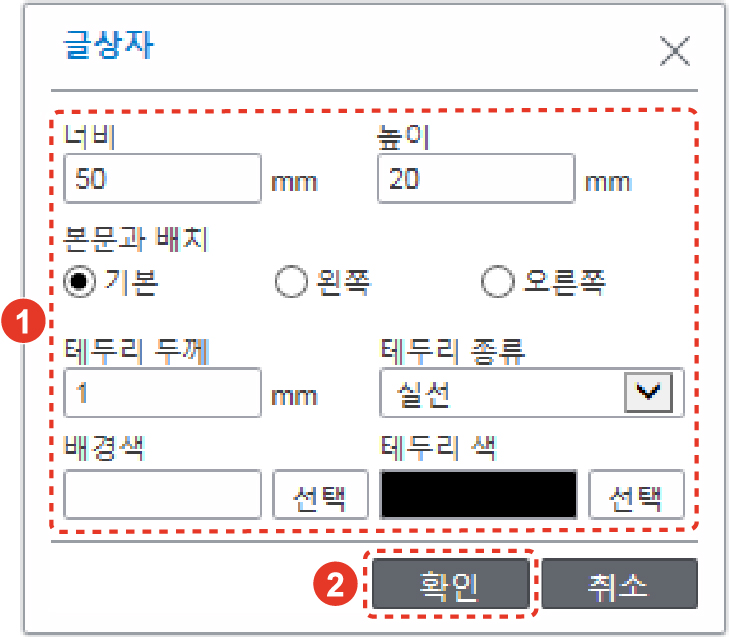 글상자
너비 높이
50 mm 20 mm
본문과 배치
기본 왼쪽 오른쪽
1
테두리 두께 테두리 종류
1 mm 실선
배경색 테두리 색
선택 선택
2 확인 취소